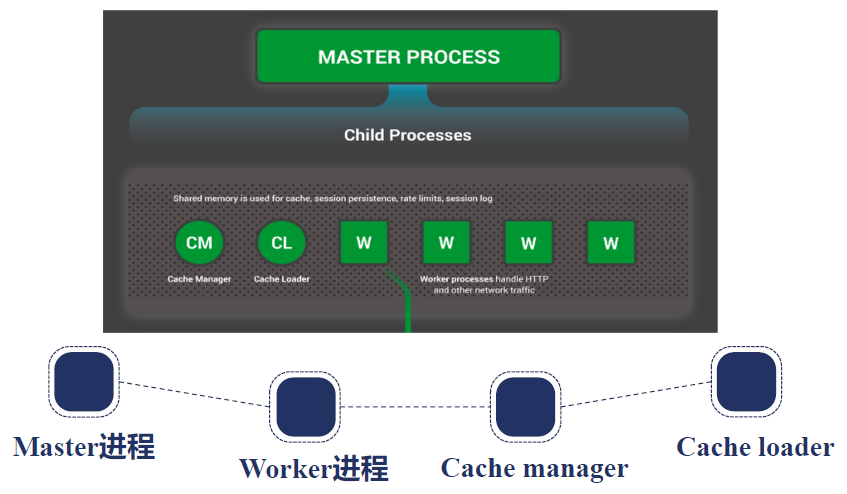 MASTER PROCESS
Child Processes
Shared memory is used for cache, session persistence, rate limits, session log
CM
CL
W
W
W
W
Cache Manager
Cache Loader
Worker processes handle HTTP
and other network traffic
Master进程
Worker进程
Cache manager
Cache loader